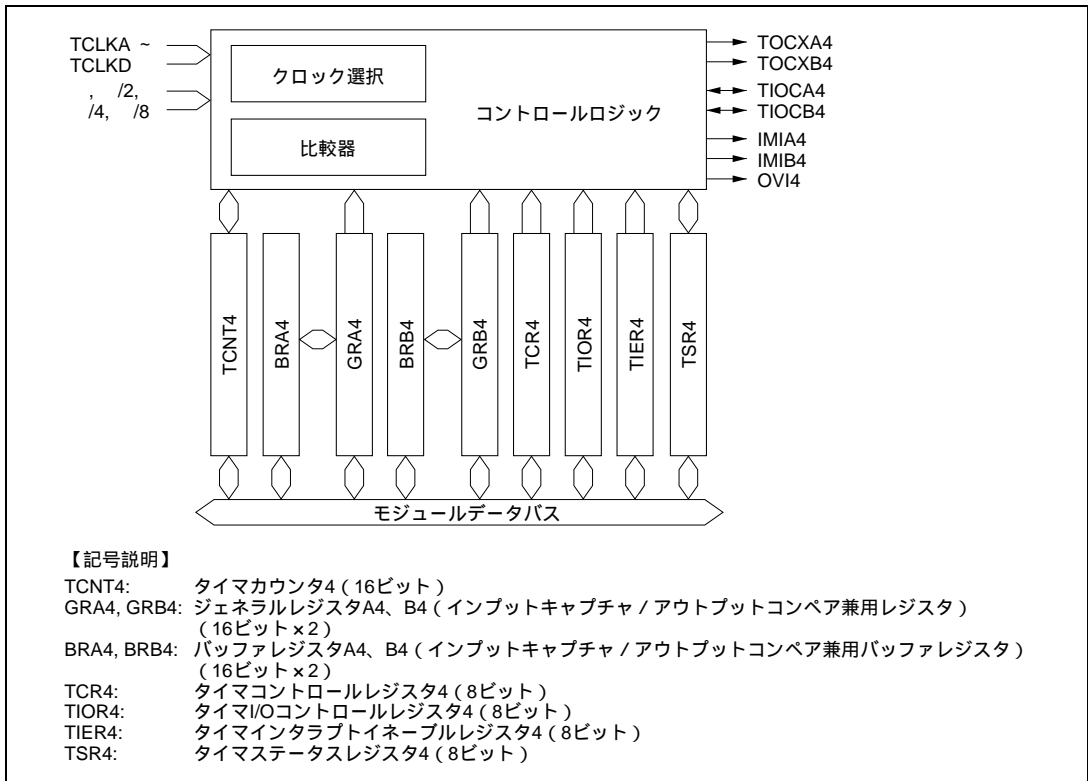 TCLKA ~
TCLKD
, /2,
/4, /8
クロック選択
比較器
コントロールロジック
TOCXA4
TOCXB4
TIOCA4
TIOCB4
IMIA4
IMIB4
OVI4
TCNT4
BRA4
GRA4
BRB4
GRB4
TCR4
TIOR4
TIER4
TSR4
モジュールデータバス
【記号説明】
TCNT4: タイマカウンタ4(16ビット)
GRA4, GRB4: ジェネラルレジスタA4、B4(インプットキャプチャ/アウトプットコンペア兼用レジスタ)
(16ビット×2)
BRA4, BRB4: バッファレジスタA4、B4(インプットキャプチャ/アウトプットコンペア兼用バッファレジスタ)
(16ビット×2)
TCR4: タイマコントロールレジスタ4(8ビット)
TIOR4: タイマI/Oコントロールレジスタ4(8ビット)
TIER4: タイマインタラプトイネーブルレジスタ4(8ビット)
TSR4: タイマステータスレジスタ4(8ビット)